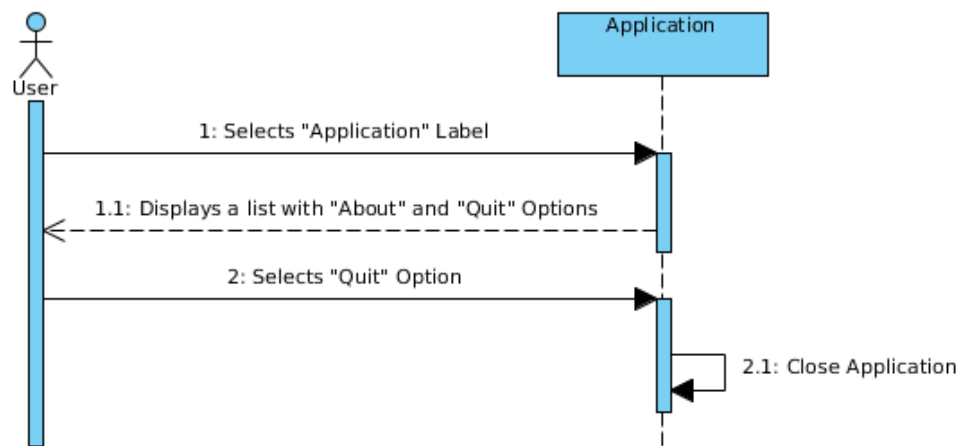 Application
User
1: Selects "Application" Label
1.1: Displays a list with "About" and "Quit" Options
2: Selects "Quit" Option
2.1: Close Application